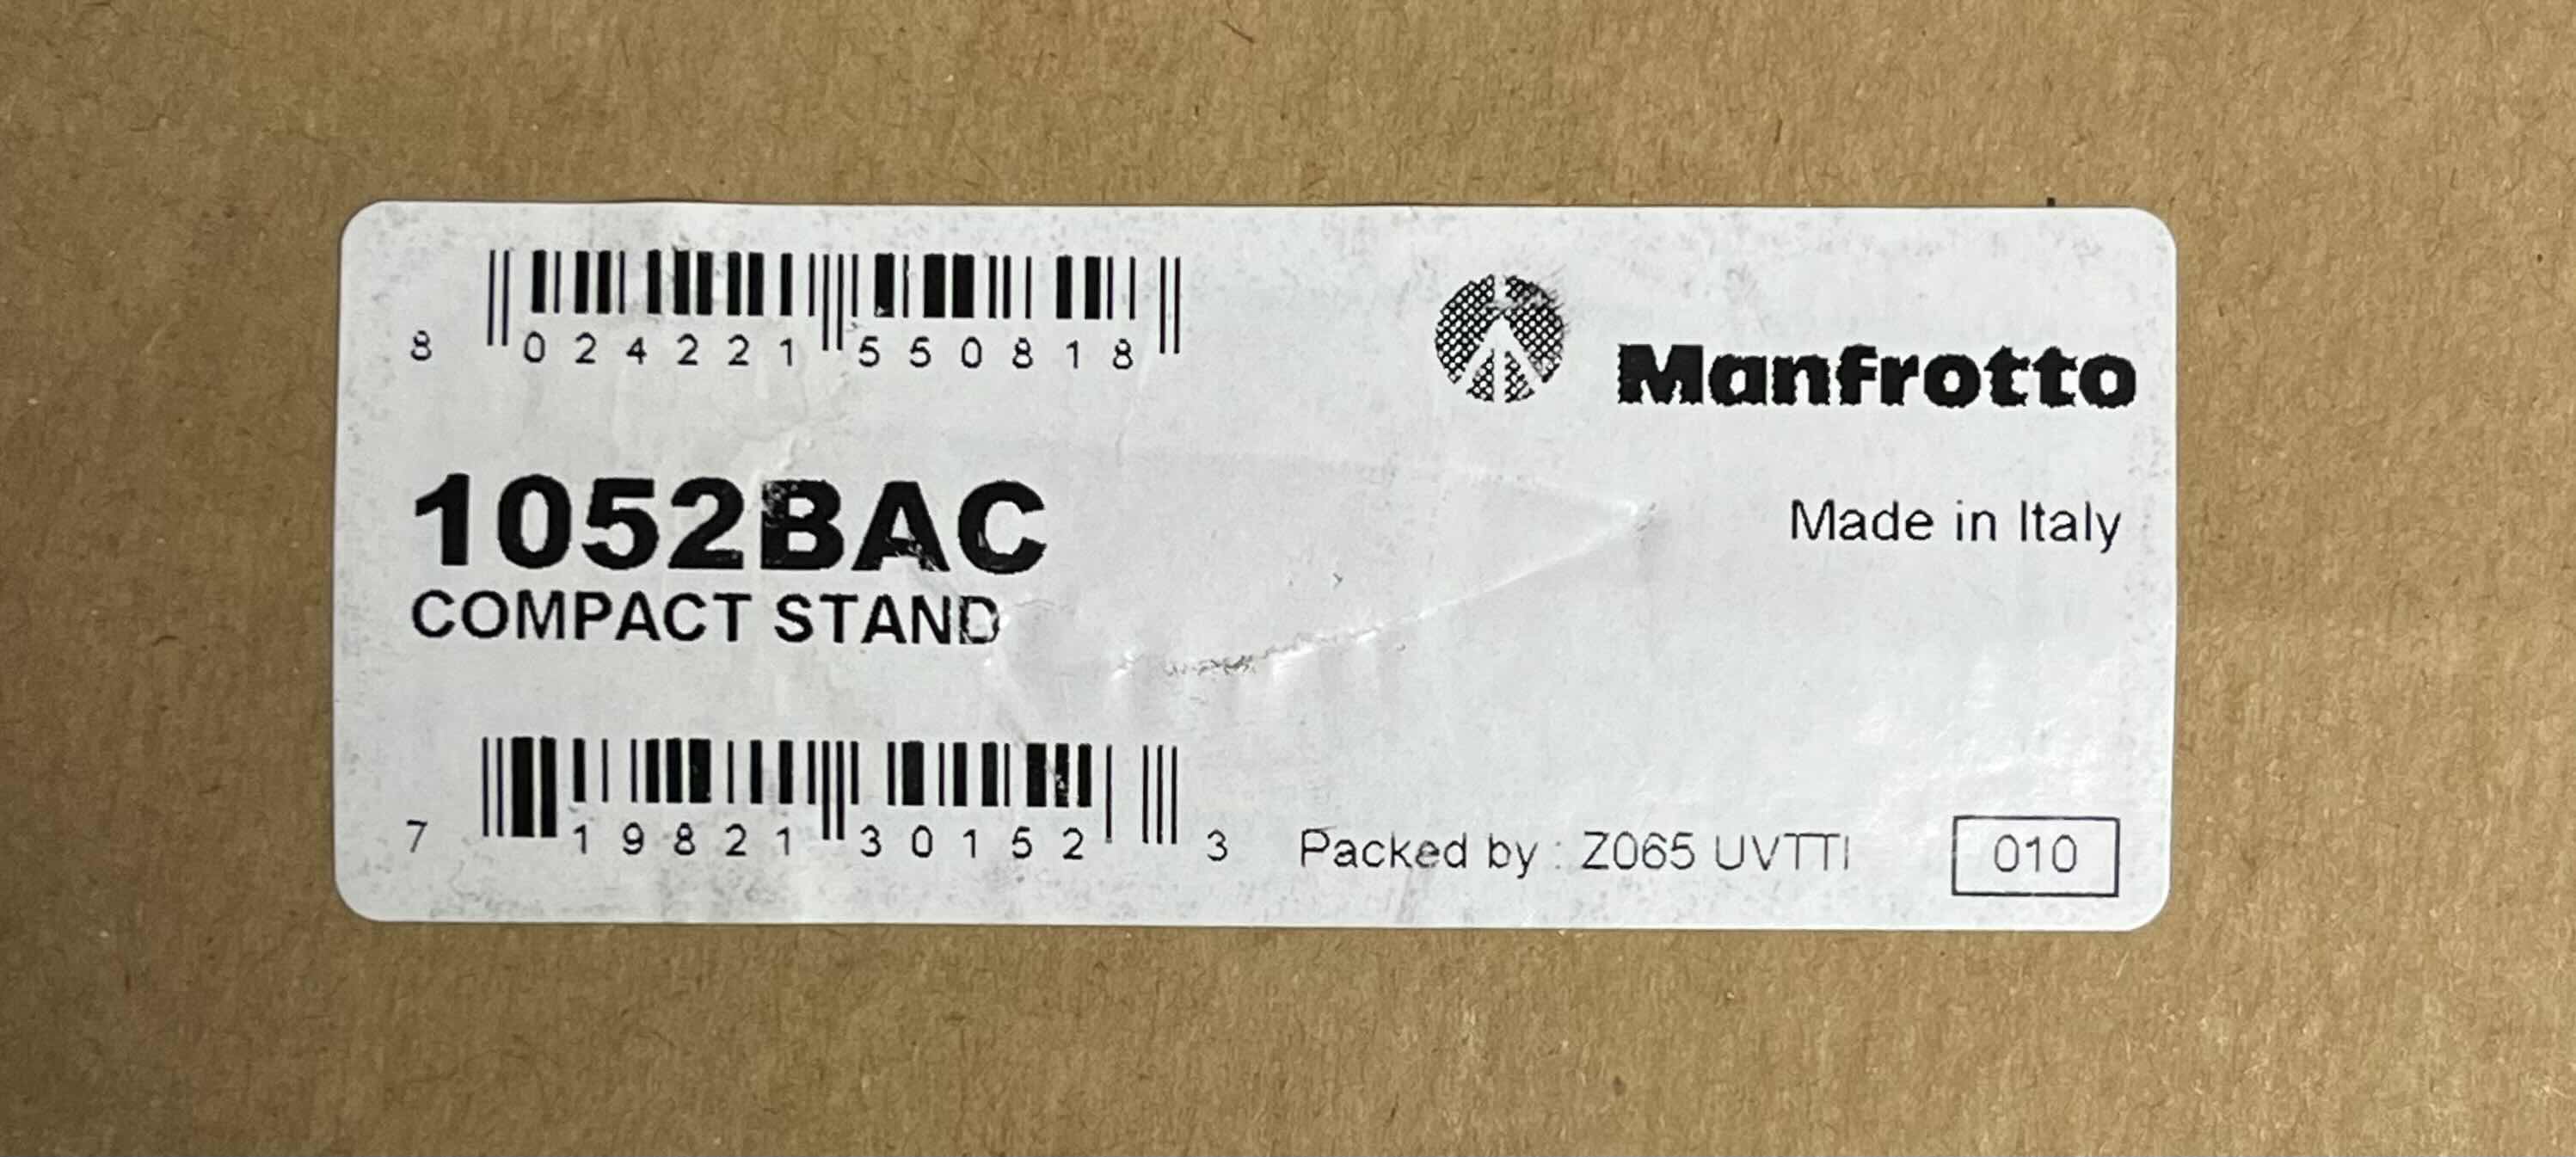 8 024221 550818
Manfrotto
1052BAC
Made in Italy
COMPACT STAND
7 19821 30152 3
Packed by : Z065 UVTTI
010